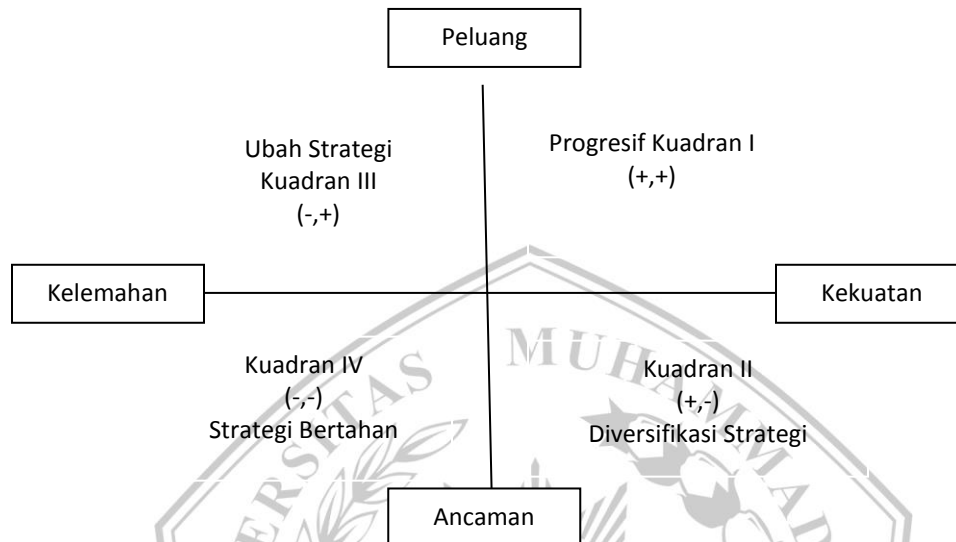 Peluang
Ubah Strategi
Kuadran III
(-,+)
Progresif Kuadran I
(+,+)
Kelemahan
Kekuatan
Kuadran IV
(-,-)
Strategi Bertahan
Kuadran II
(+,-)
Diversifikasi Strategi
Ancaman